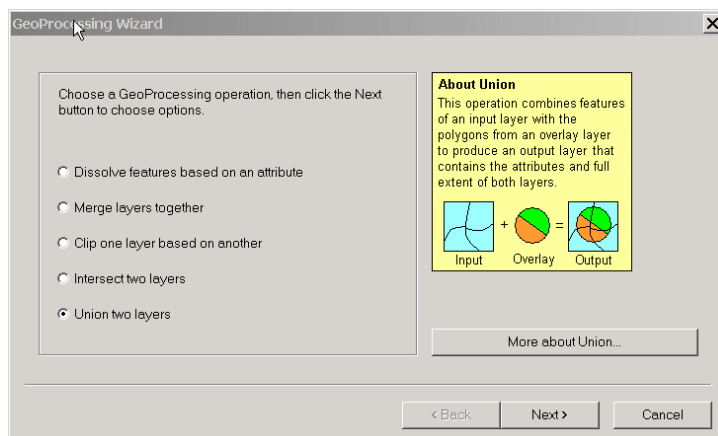 GeoProcessing Wizard
Choose a GeoProcessing operation, then click the Next
button to choose options.
Dissolve features based on an attribute
Merge layers together
Clip one layer based on another
Intersect two layers
Union two layers
About Union
This operation combines features
of an input layer with the
polygons from an overlay layer
to produce an output layer that
contains the attributes and full
extent of both layers.
+ =
Input Overlay Output
More about Union...
< Back Next > Cancel